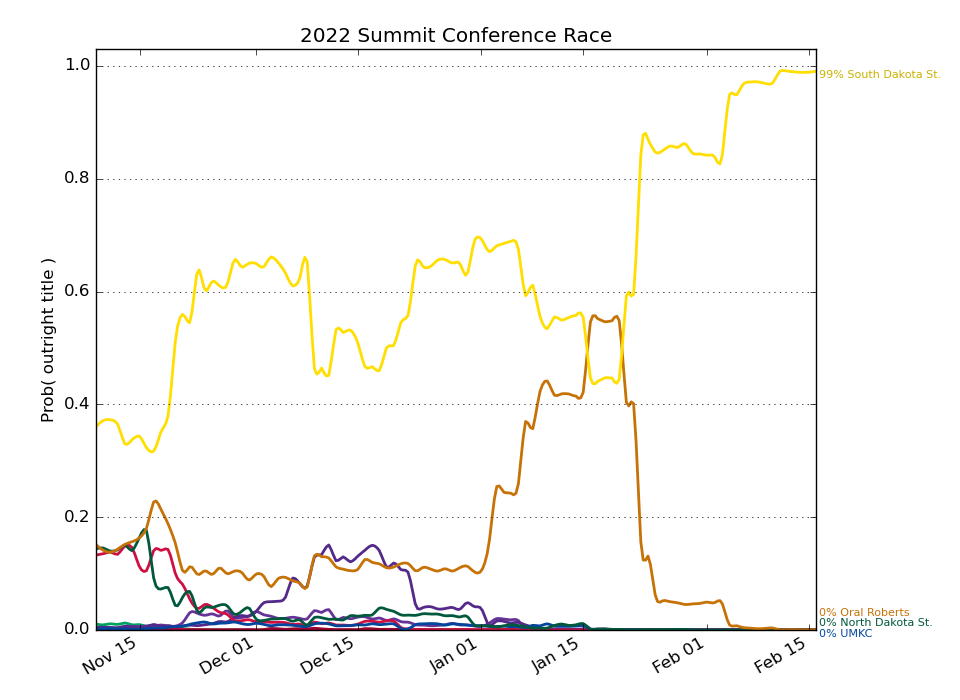 2022 Summit Conference Race
Prob( outright title )
1.0
0.8
0.6
0.4
0.2
0.0
Nov 15
Dec 01
Dec 15
Jan 01
Jan 15
Feb 01
Feb 15
99% South Dakota St.
0% Oral Roberts
0% North Dakota St.
0% UMKC